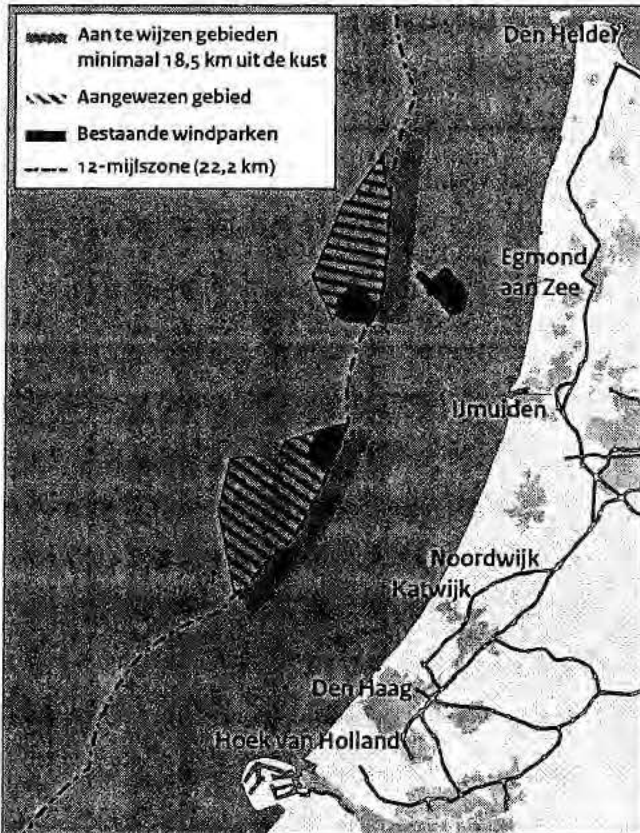 Aan te wijzen gebieden
minimaal 18,5 km uit de kust
Aangewezen gebied
Bestaande windparken
12-mijlszone (22,2 km)
Den Helder
Egmond
aan Zee
IJmuiden
Noordwijk
Katwijk
Den Haag
Hoek van Holland